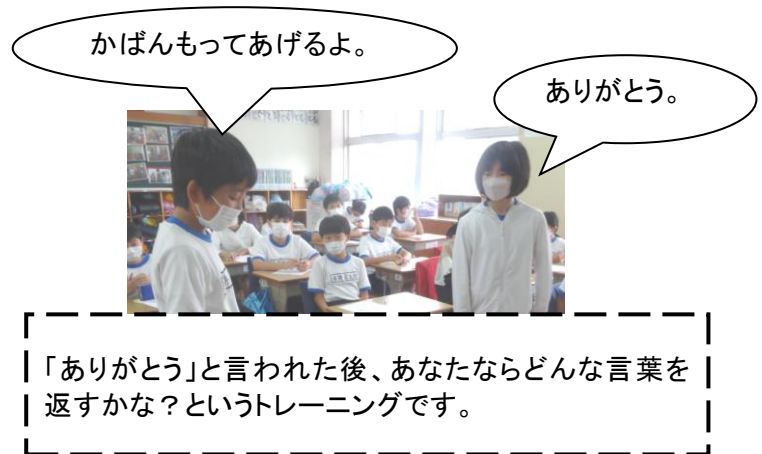 かばんもってあげるよ。
ありがとう。
「ありがとう」と言われた後、あなたならどんな言葉を
返すかな？というトレーニングです。